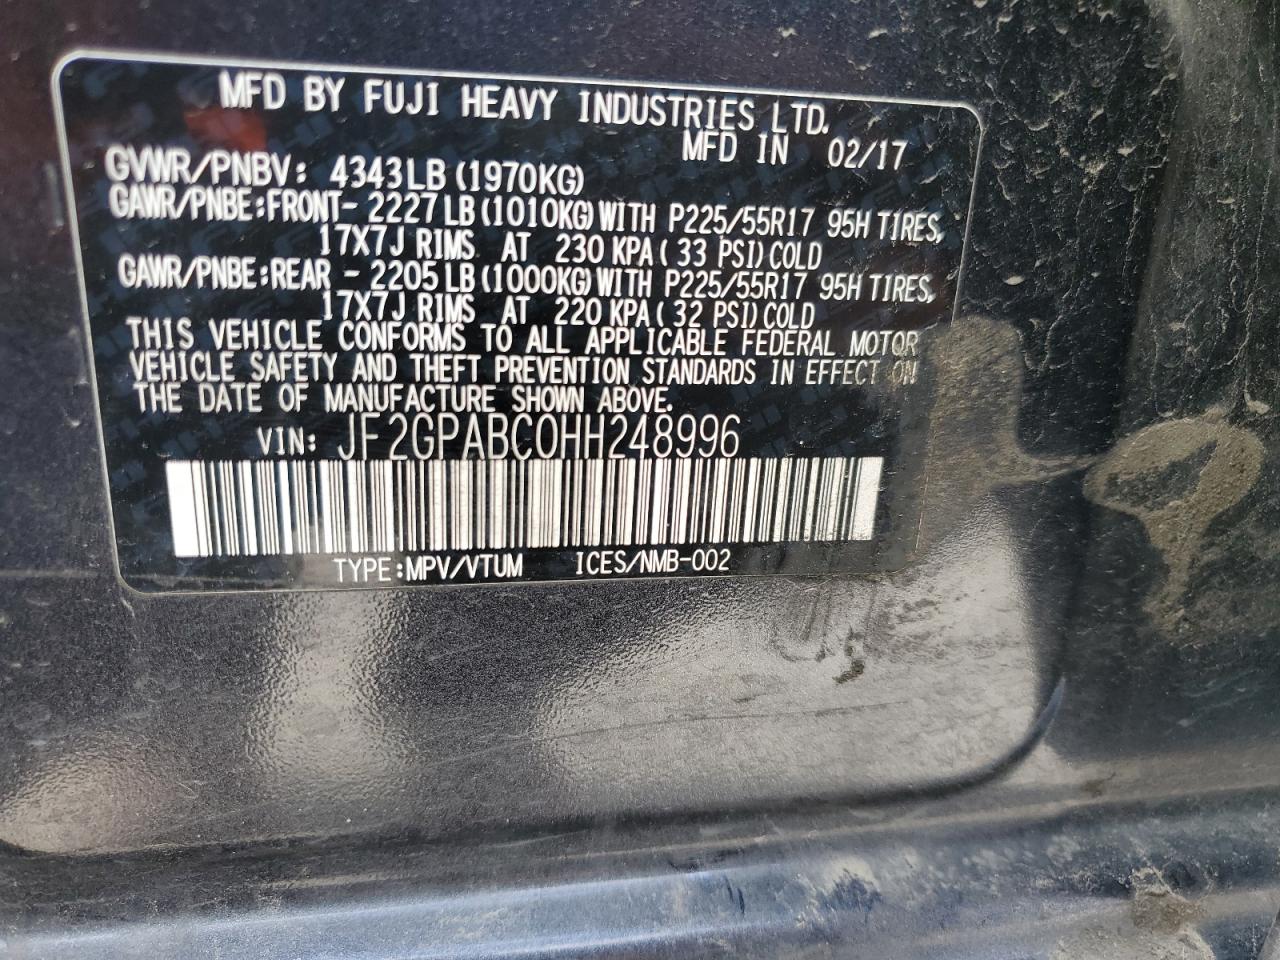 MFD BY FUJI HEAVY INDUSTRIES LTD.
MFD IN 02/17
GVWR/PNBV: 4343LB (1970KG)
GAWR/PNBE:FRONT- 2227 LB (1010KG) WITH P225/55R17 95H TIRES,
17X7J RIMS AT 230 KPA ( 33 PSI) COLD
GAWR/PNBE:REAR - 2205 LB (1000KG) WITH P225/55R17 95H TIRES,
17X7J RIMS AT 220 KPA ( 32 PSI) COLD
THIS VEHICLE CONFORMS TO ALL APPLICABLE FEDERAL MOTOR
VEHICLE SAFETY AND THEFT PREVENTION STANDARDS IN EFFECT ON
THE DATE OF MANUFACTURE SHOWN ABOVE.
VIN: JF2GPABC0HH248996
TYPE:MPV/VTUM ICES/NMB-002